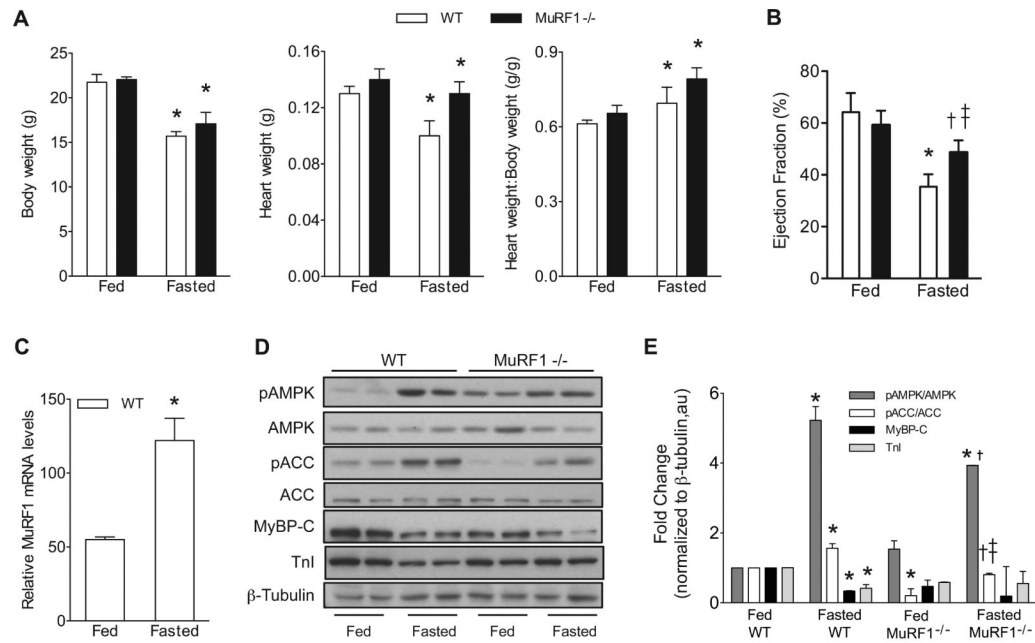 A
WT
MuRF1 -/-
Body weight (g)
25
20
15
10
5
0
*
*
Fed
Fasted
Heart weight (g)
0.16
0.12
0.08
0.04
0.00
*
*
Fed
Fasted
Heart weight:Body weight (g/g)
0.9
0.6
0.3
0.0
*
*
Fed
Fasted
B
Ejection Fraction (%)
80
60
40
20
0
*
†‡
Fed
Fasted
C
Relative MuRF1 mRNA levels
150
100
50
0
WT
*
Fed
Fasted
D
WT
MuRF1 -/-
pAMPK
AMPK
pACC
ACC
MyBP-C
TnI
β-Tubulin
Fed
Fasted
Fed
Fasted
E
Fold Change
(normalized to β-tubulin,au)
6
4
2
0
pAMPK/AMPK
pACC/ACC
MyBP-C
TnI
*
*
*
*
*
*
†
†‡
Fed
WT
Fasted
WT
Fed
MuRF1-/-
Fasted
MuRF1-/-